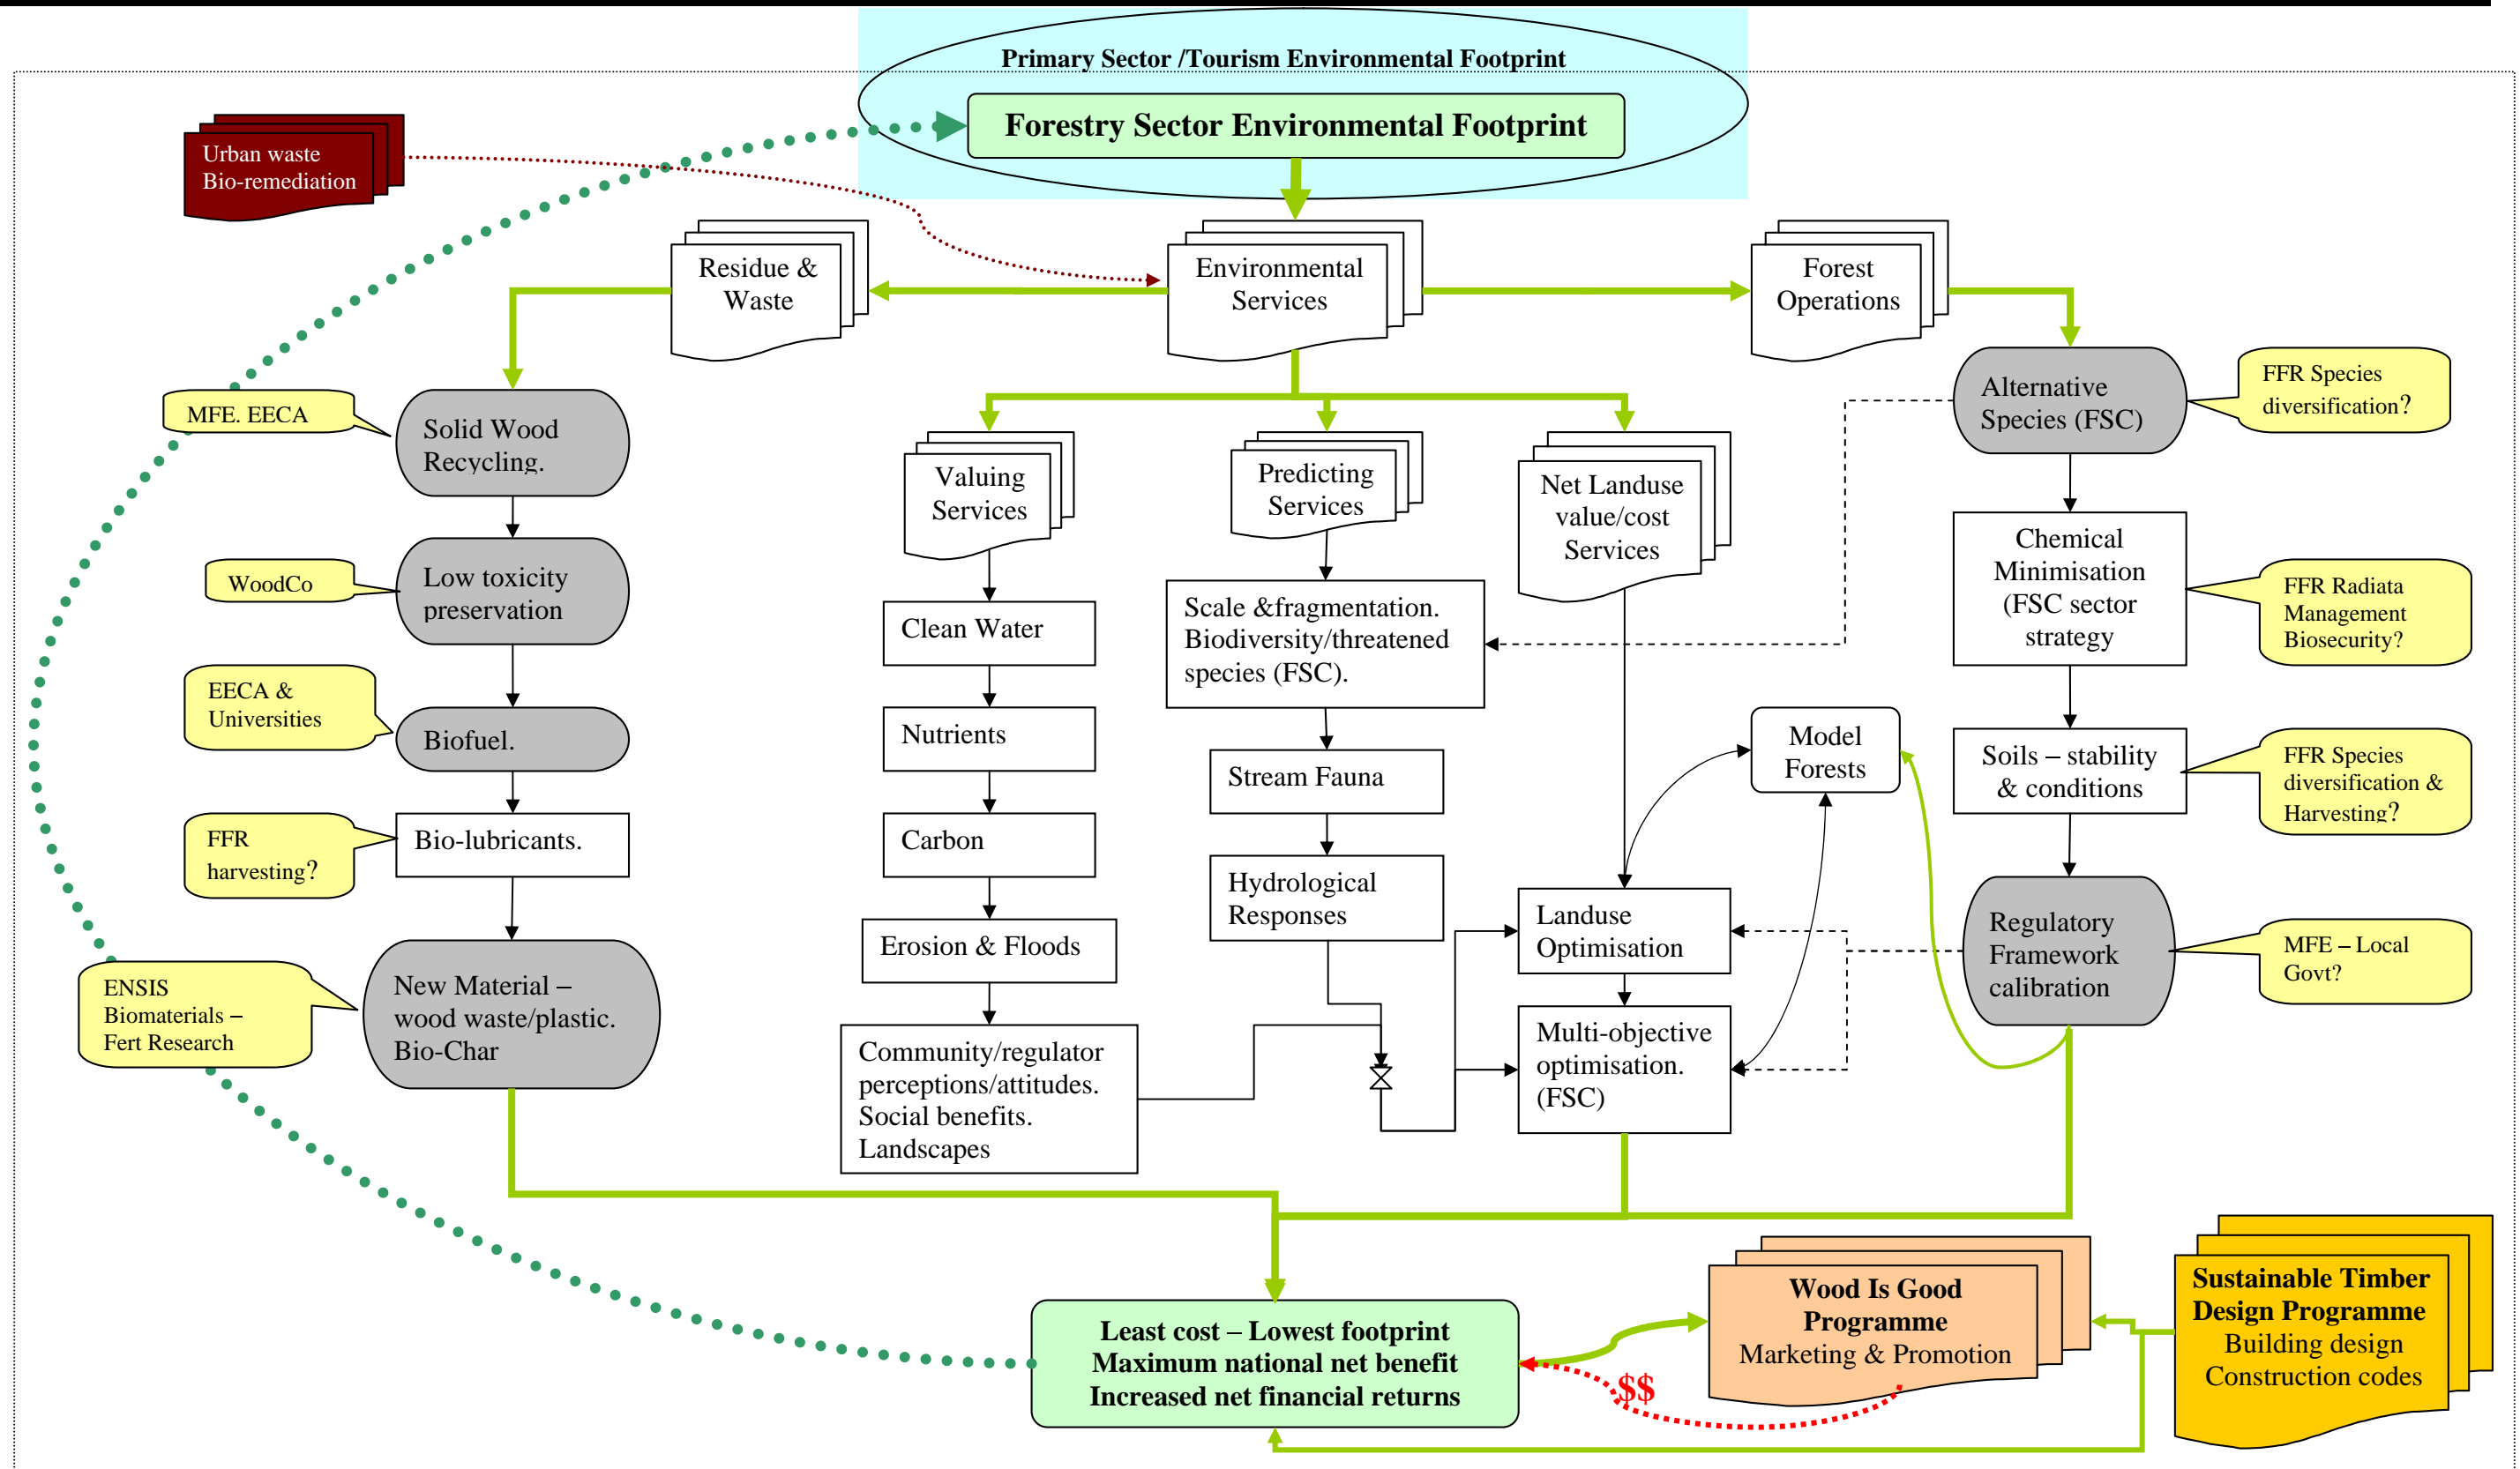 Primary Sector /Tourism Environmental Footprint
Forestry Sector Environmental Footprint
Urban waste
Bio-remediation
Residue &
Waste
Environmental
Services
Forest
Operations
MFE. EECA
Solid Wood
Recycling.
WoodCo
Low toxicity
preservation
EECA &
Universities
Biofuel.
FFR
harvesting?
Bio-lubricants.
ENSIS
Biomaterials –
Fert Research
New Material –
wood waste/plastic.
Bio-Char
Valuing
Services
Clean Water
Nutrients
Carbon
Erosion & Floods
Community/regulator
perceptions/attitudes.
Social benefits.
Landscapes
Predicting
Services
Scale &fragmentation.
Biodiversity/threatened
species (FSC).
Stream Fauna
Hydrological
Responses
Net Landuse
value/cost
Services
Model
Forests
Landuse
Optimisation
Multi-objective
optimisation.
(FSC)
Alternative
Species (FSC)
FFR Species
diversification?
Chemical
Minimisation
(FSC sector
strategy
FFR Radiata
Management
Biosecurity?
Soils – stability
& conditions
FFR Species
diversification &
Harvesting?
Regulatory
Framework
calibration
MFE – Local
Govt?
Least cost – Lowest footprint
Maximum national net benefit
Increased net financial returns
$$
Wood Is Good
Programme
Marketing & Promotion
Sustainable Timber
Design Programme
Building design
Construction codes